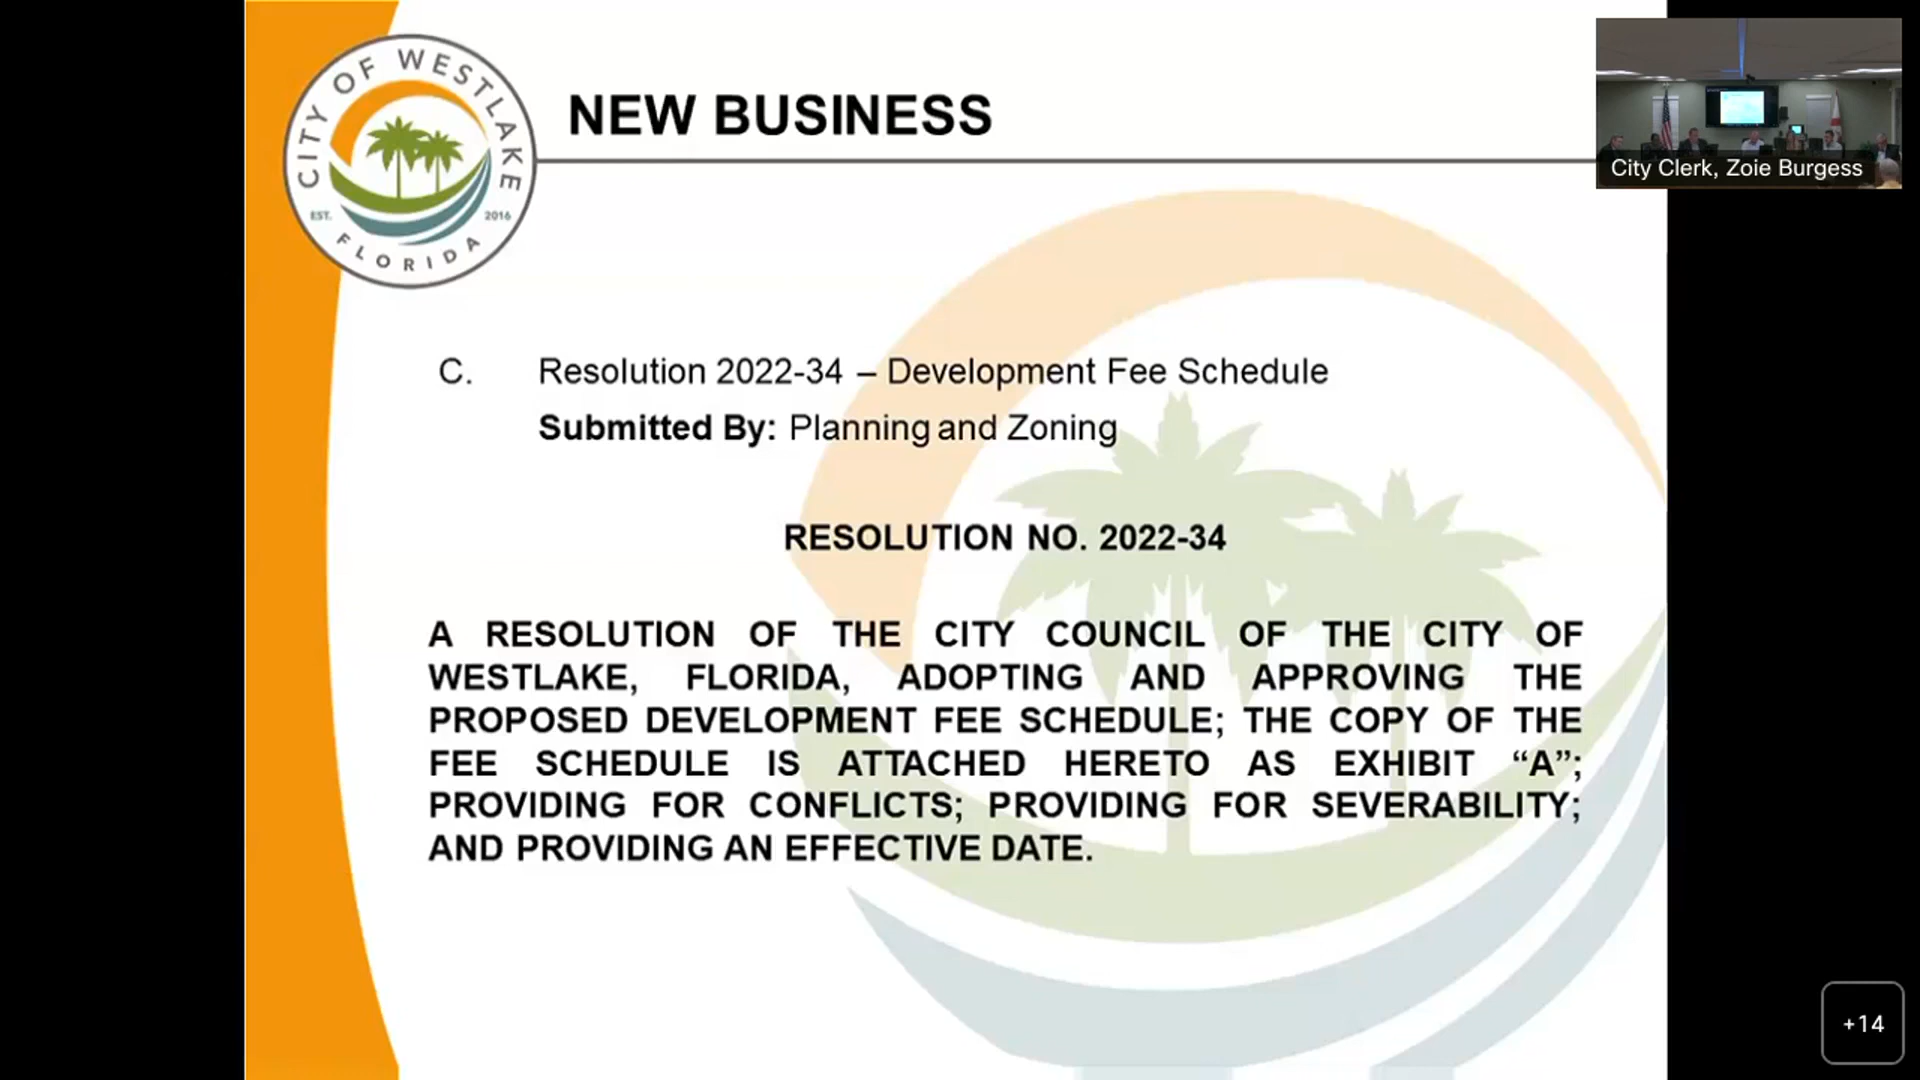 CITY OF WESTLAKE
EST. 2016
FLORIDA
NEW BUSINESS
City Clerk, Zoie Burgess
C. Resolution 2022-34 – Development Fee Schedule
Submitted By: Planning and Zoning
RESOLUTION NO. 2022-34
A RESOLUTION OF THE CITY COUNCIL OF THE CITY OF
WESTLAKE, FLORIDA, ADOPTING AND APPROVING THE
PROPOSED DEVELOPMENT FEE SCHEDULE; THE COPY OF THE
FEE SCHEDULE IS ATTACHED HERETO AS EXHIBIT “A”;
PROVIDING FOR CONFLICTS; PROVIDING FOR SEVERABILITY;
AND PROVIDING AN EFFECTIVE DATE.
+14